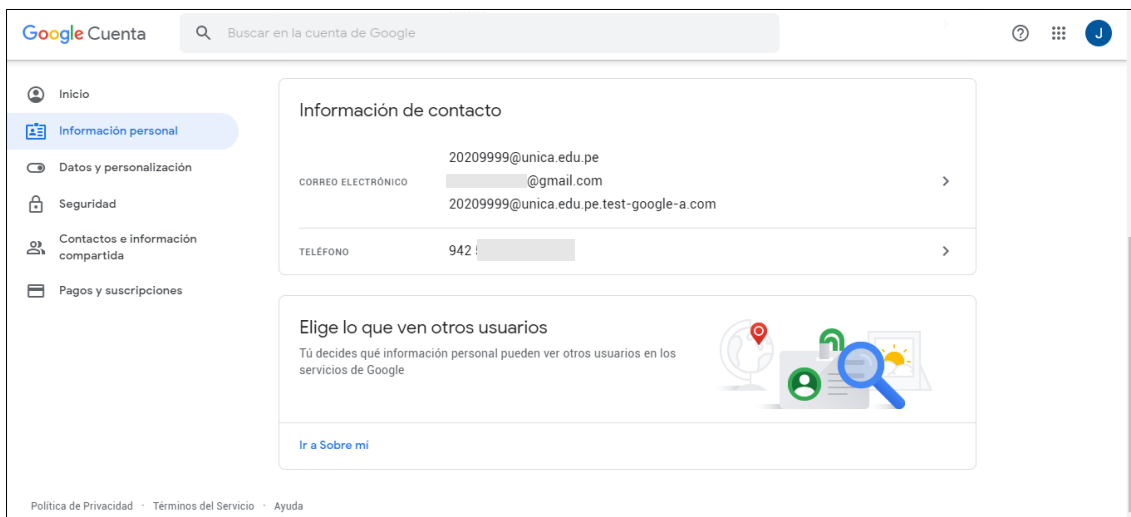 Google Cuenta
Buscar en la cuenta de Google
J
Inicio
Información personal
Datos y personalización
Seguridad
Contactos e información
compartida
Pagos y suscripciones
Información de contacto
CORREO ELECTRÓNICO
20209999@unica.edu.pe
@gmail.com
20209999@unica.edu.pe.test-google-a.com
TELÉFONO
942
Elige lo que ven otros usuarios
Tú decides qué información personal pueden ver otros usuarios en los
servicios de Google
Ir a Sobre mí
Política de Privacidad · Términos del Servicio · Ayuda